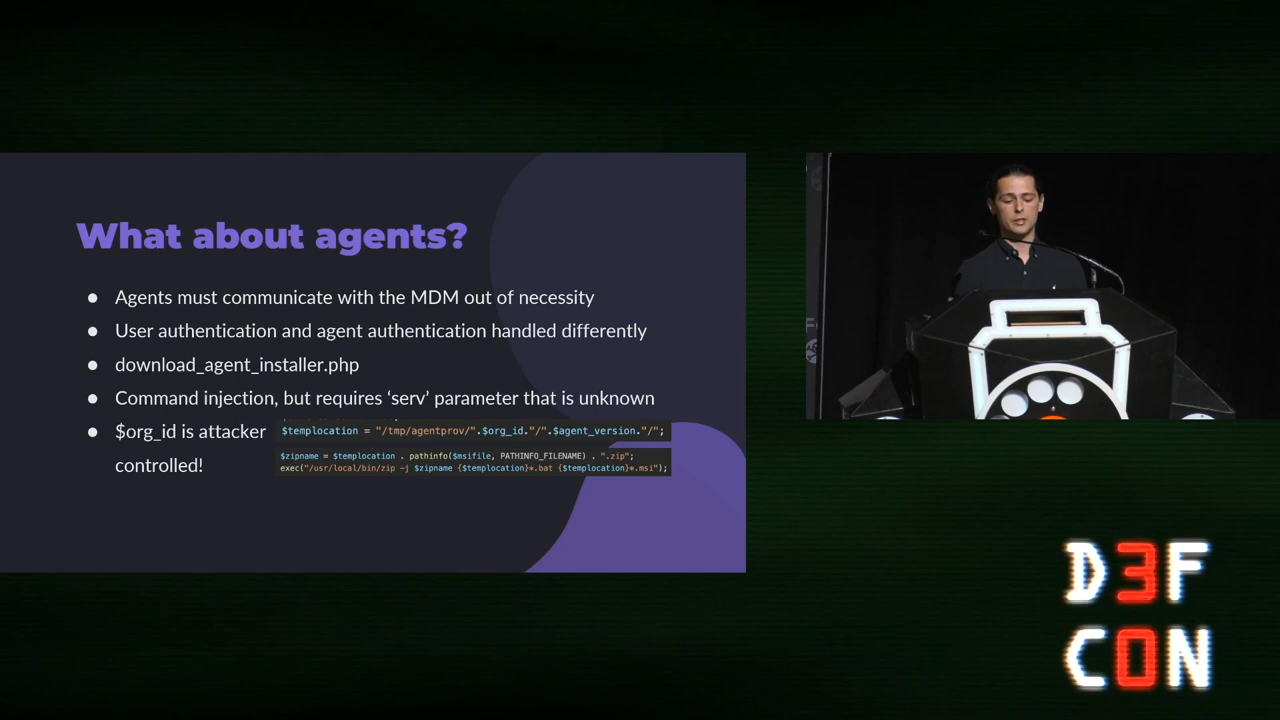 What about agents?
● Agents must communicate with the MDM out of necessity
● User authentication and agent authentication handled differently
● download_agent_installer.php
● Command injection, but requires ‘serv’ parameter that is unknown
● $org_id is attacker
controlled!
$templocation = "/tmp/agentprov/".$org_id."/".$agent_version."/";
$zipname = $templocation . pathinfo($msifile, PATHINFO_FILENAME) . ".zip";
exec("/usr/local/bin/zip -j $zipname {$templocation}*.bat {$templocation}*.msi");
D3F
C0N